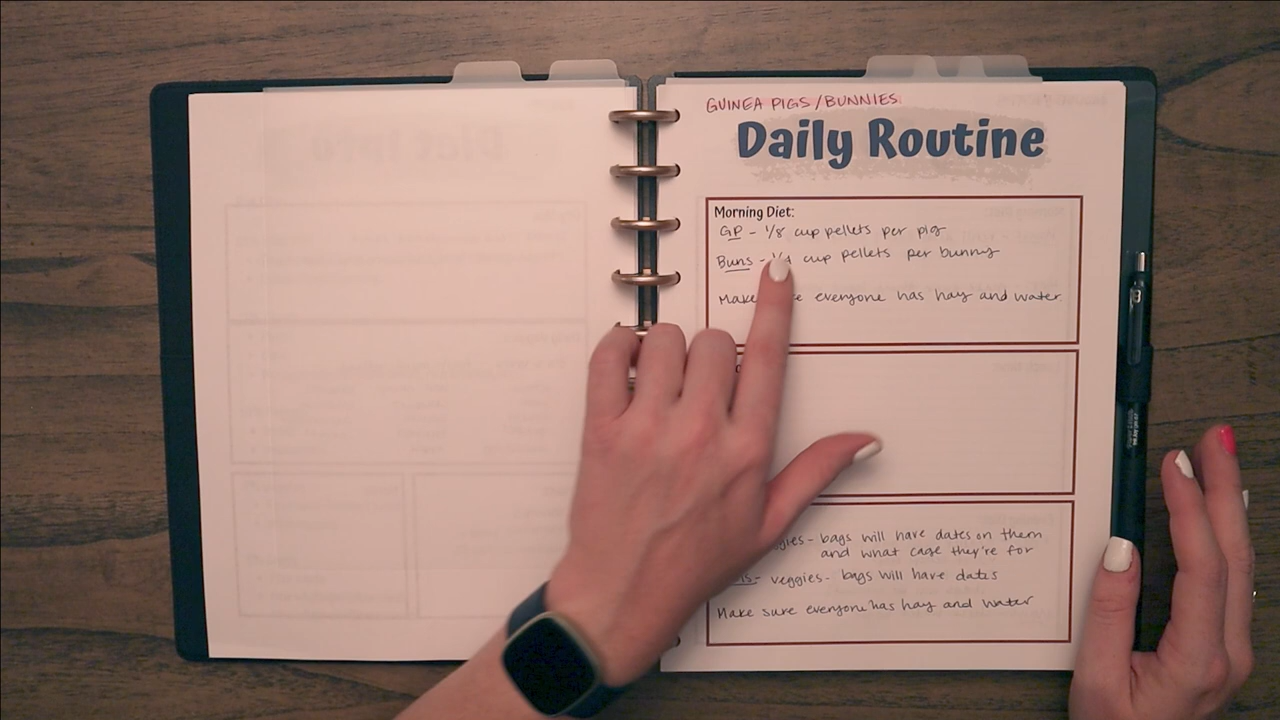 GUINEA PIGS/BUNNIES
Daily Routine
Morning Diet:
GP - 1/8 cup pellets per pig
Buns - 1/4 cup pellets per bunny
Make everyone has hay and water
bags will have dates on them
and what cage they're for
veggies - bags will have dates
Make sure everyone has hay and water